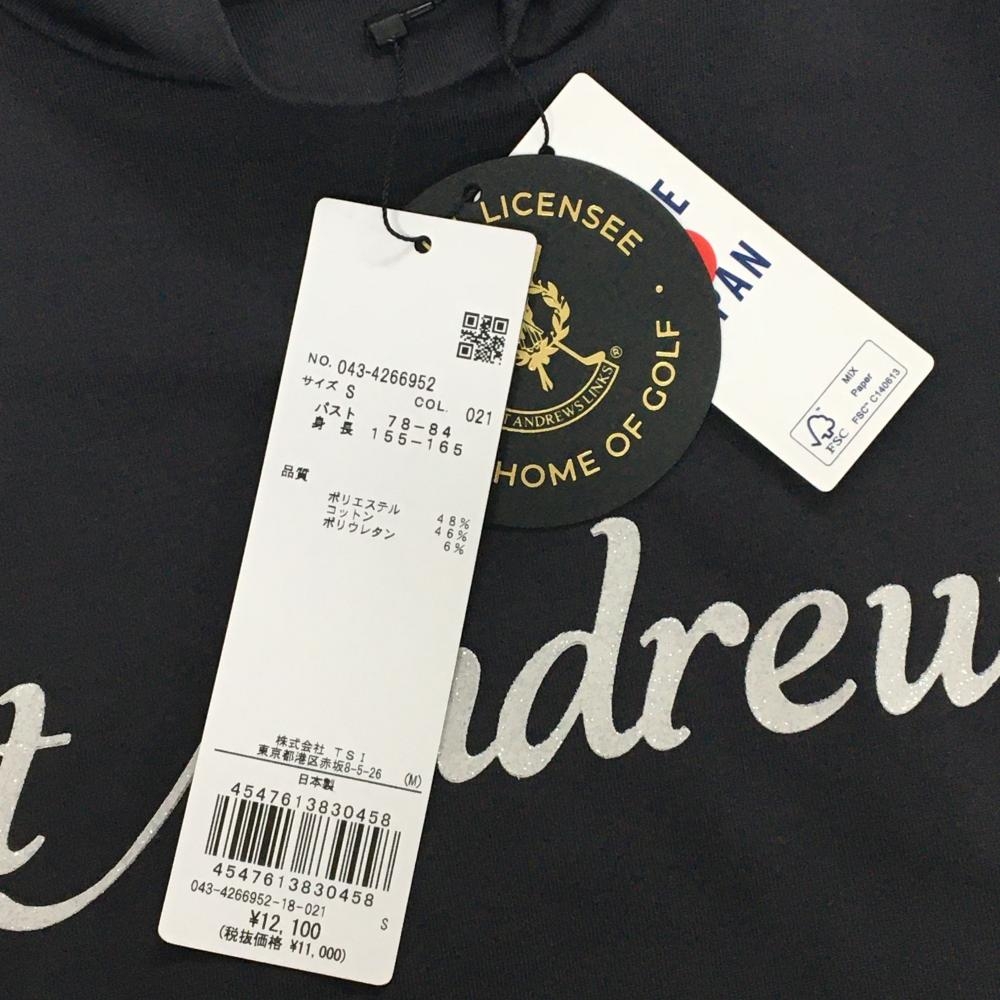 LICENSEE
T ANDREWS LINKS®
HOME OF GOLF
E
PAN
MIX
Paper
FSC™ C140613
FSC
NO. 043-4266952
サイズ S
COL. 021
バスト 78-84
身長 155-165
品質
ポリエステル 48%
コットン 46%
ポリウレタン 6%
株式会社 TSI
東京都港区赤坂8-5-26 (M)
日本製
4547613830458
4547613830458
043-4266952-18-021
S
¥12,100
(税抜価格 ¥11,000)
t Andrew